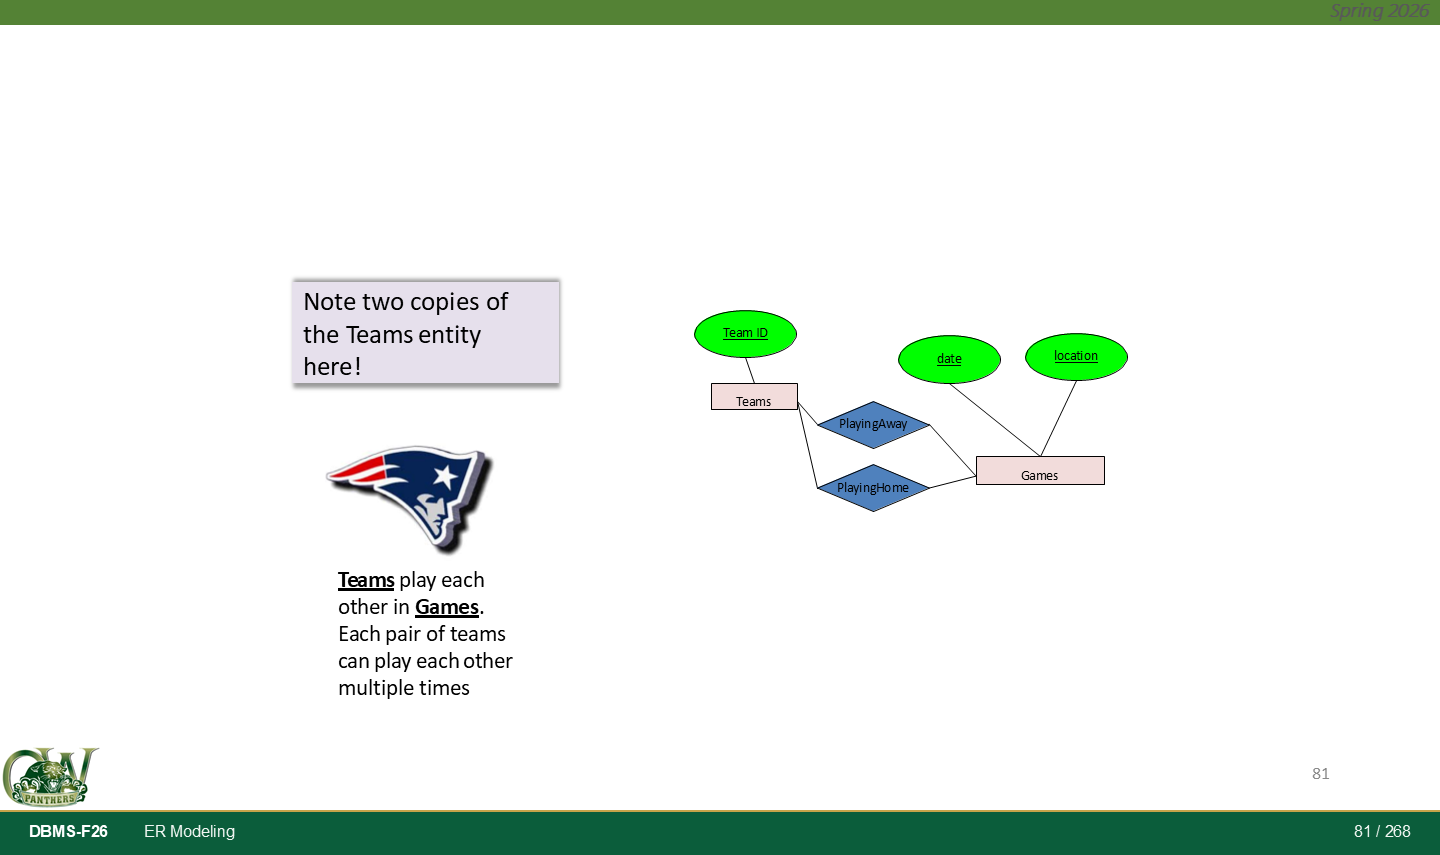 Spring 2026
Note two copies of
the Teams entity
here!
Team ID
date
location
Teams
PlayingAway
Games
PlayingHome
Teams play each
other in Games.
Each pair of teams
can play each other
multiple times
OW
PANTHERS
81
DBMS-F26 ER Modeling 81 / 268